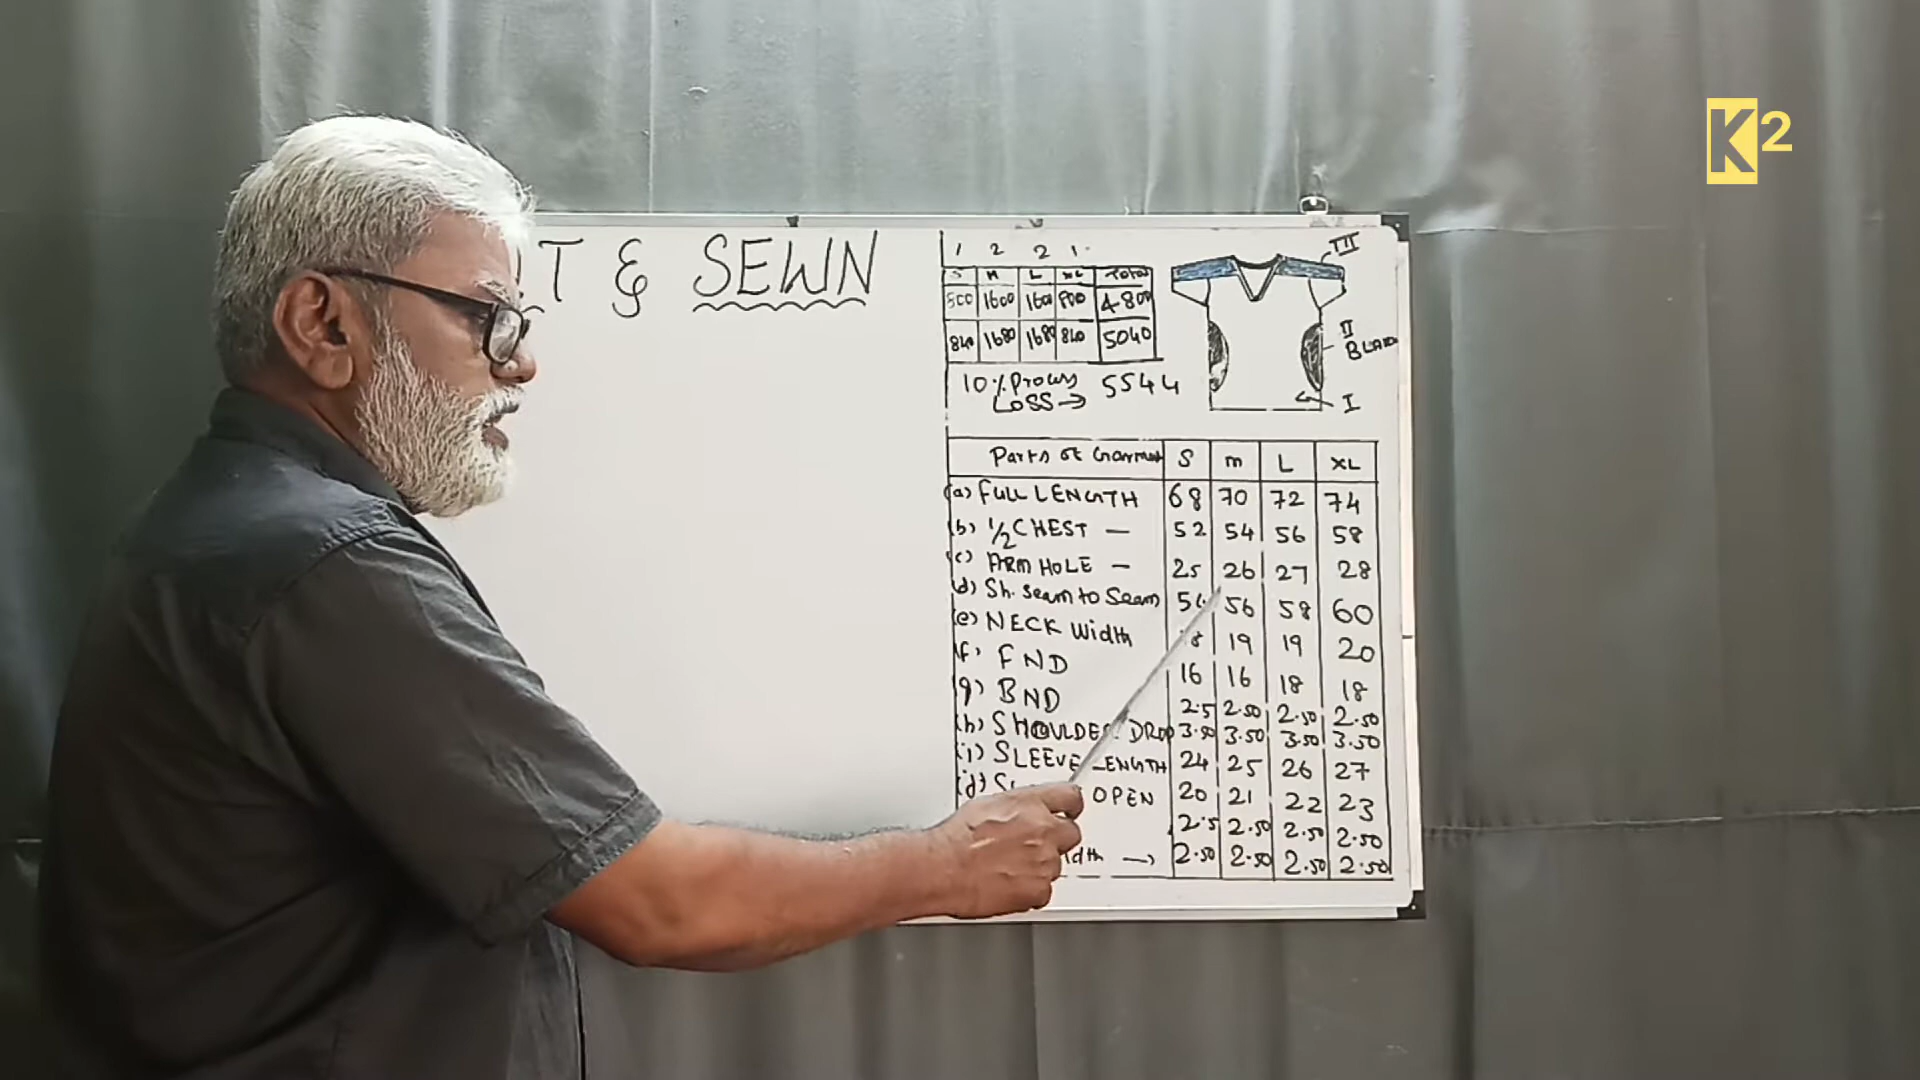 K2
T & SEWN
1 2 2 1
S M L XL Total
500 1600 1600 800 4800
840 1680 1680 840 5040
10% Process Loss → 5544
III
II
BLACK
I
Parts of Garment S m L XL
(a) FULL LENGTH 68 70 72 74
(b) 1/2 CHEST — 52 54 56 58
(c) ARM HOLE — 25 26 27 28
(d) Sh. Seam to Seam 56 58 60
(e) NECK Width 19 19 20
(f) FND 16 16 18 18
(g) BND 2.5 2.50 2.50 2.50
(h) SHOULDER DROP 3.50 3.50 3.50 3.50
(i) SLEEVE LENGTH 24 25 26 27
(j) OPEN 20 21 22 23
2.5 2.50 2.50 2.50
→ 2.50 2.50 2.50 2.50